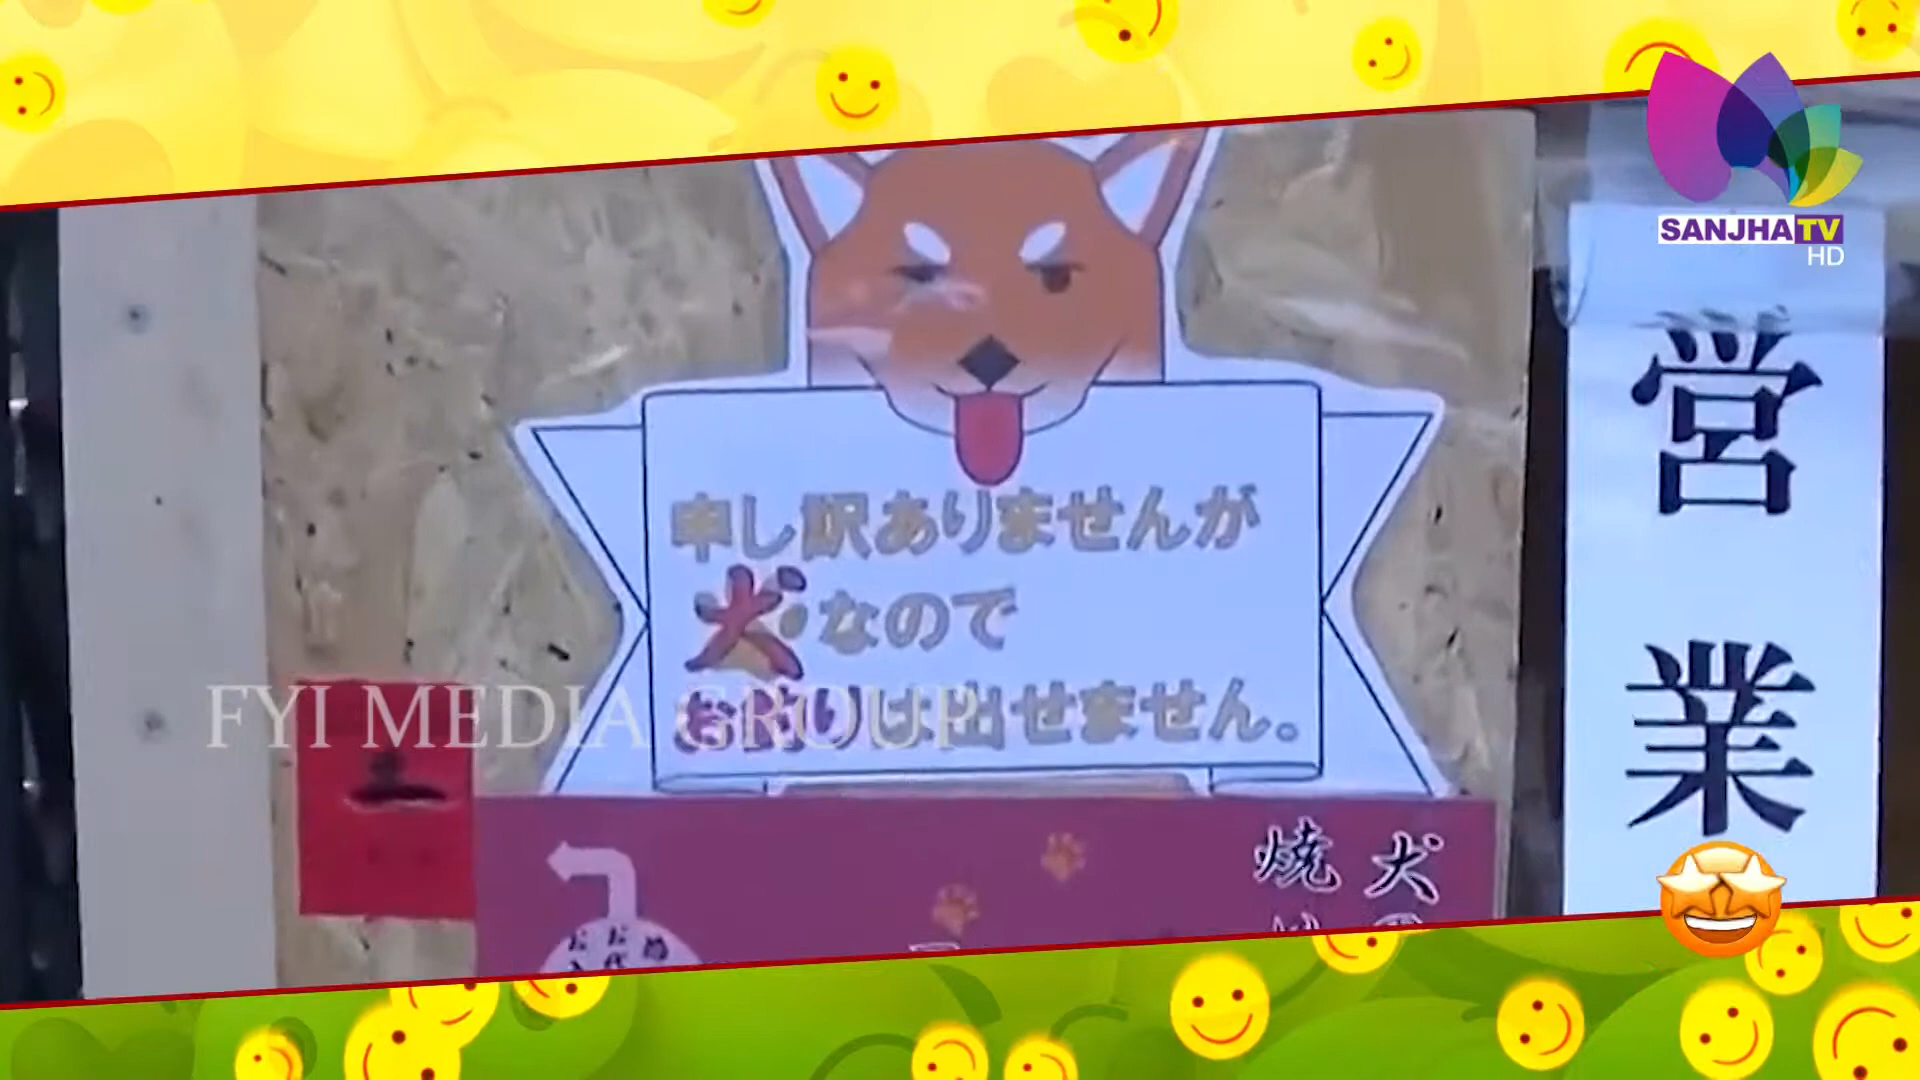 SANJHATV
HD
営業
申し訳ありませんが
犬なので
お釣りは出せません。
FYI MEDIA GROUP
犬の
焼